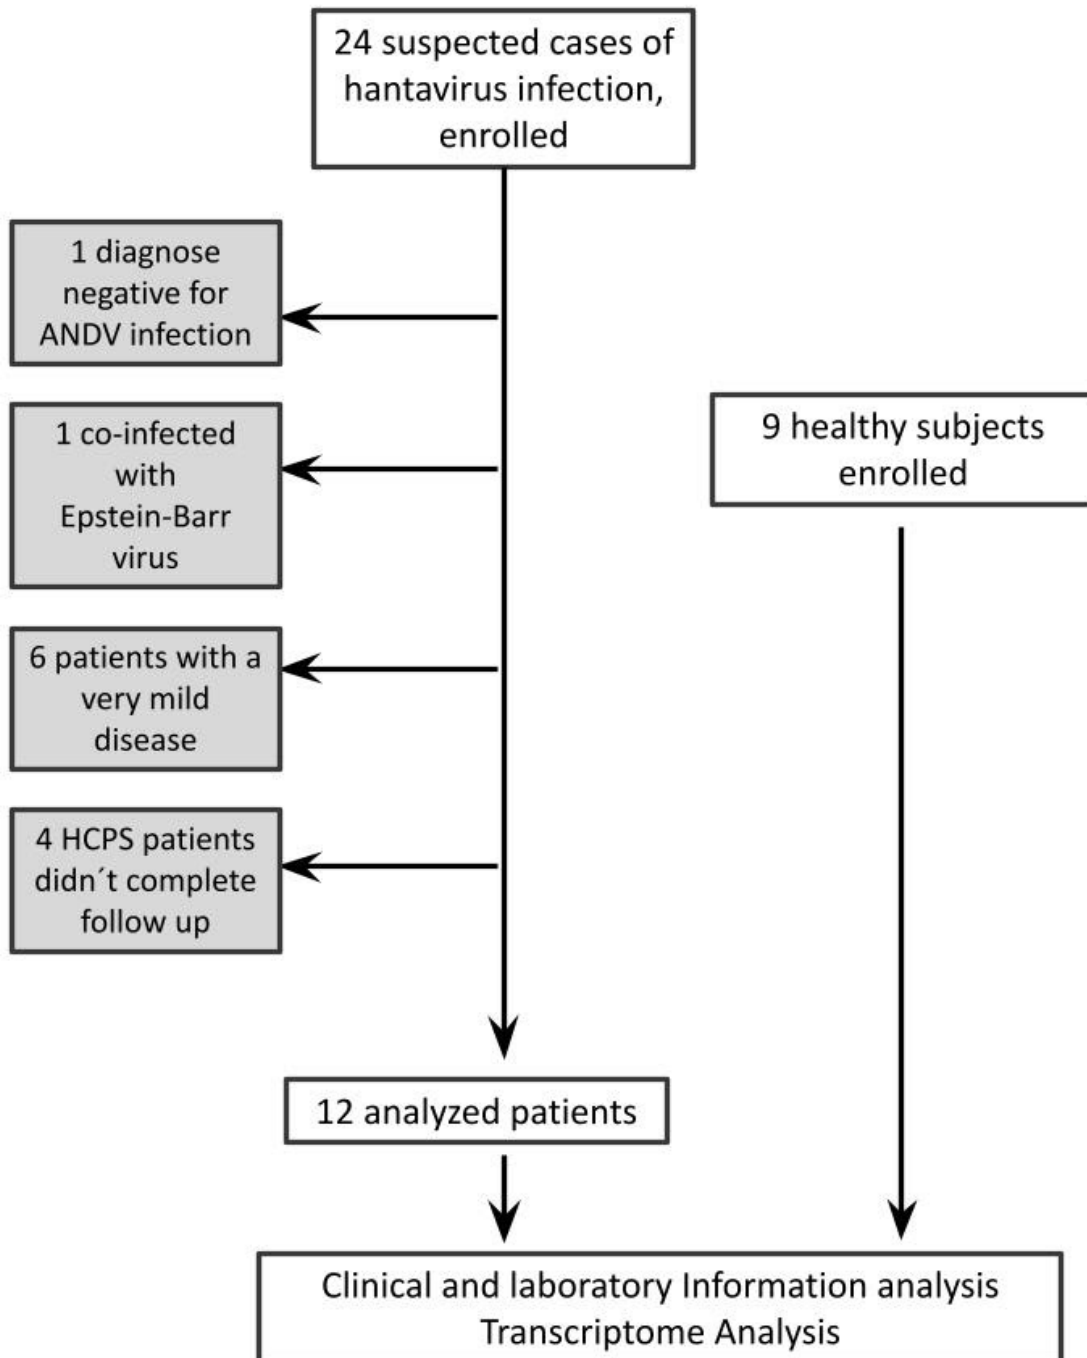 24 suspected cases of
hantavirus infection,
enrolled
1 diagnose
negative for
ANDV infection
1 co-infected
with
Epstein-Barr
virus
9 healthy subjects
enrolled
6 patients with a
very mild
disease
4 HCPS patients
didn´t complete
follow up
12 analyzed patients
Clinical and laboratory Information analysis
Transcriptome Analysis